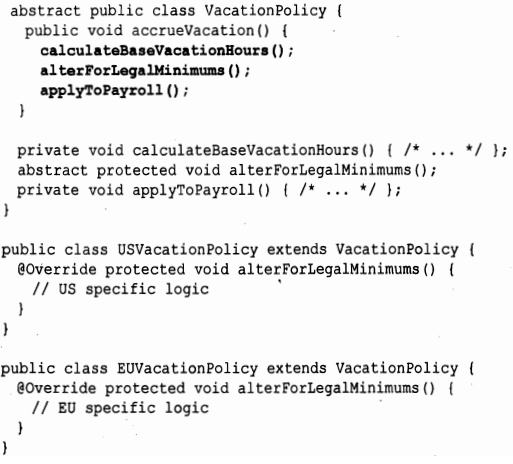 abstract public class VacationPolicy {
  public void accrueVacation() {
    calculateBaseVacationHours();
    alterForLegalMinimums();
    applyToPayroll();
  }

  private void calculateBaseVacationHours() { /* ... */ };
  abstract protected void alterForLegalMinimums();
  private void applyToPayroll() { /* ... */ };
}

public class USVacationPolicy extends VacationPolicy {
  @Override protected void alterForLegalMinimums() {
    // US specific logic
  }
}

public class EUVacationPolicy extends VacationPolicy {
  @Override protected void alterForLegalMinimums() {
    // EU specific logic
  }
}